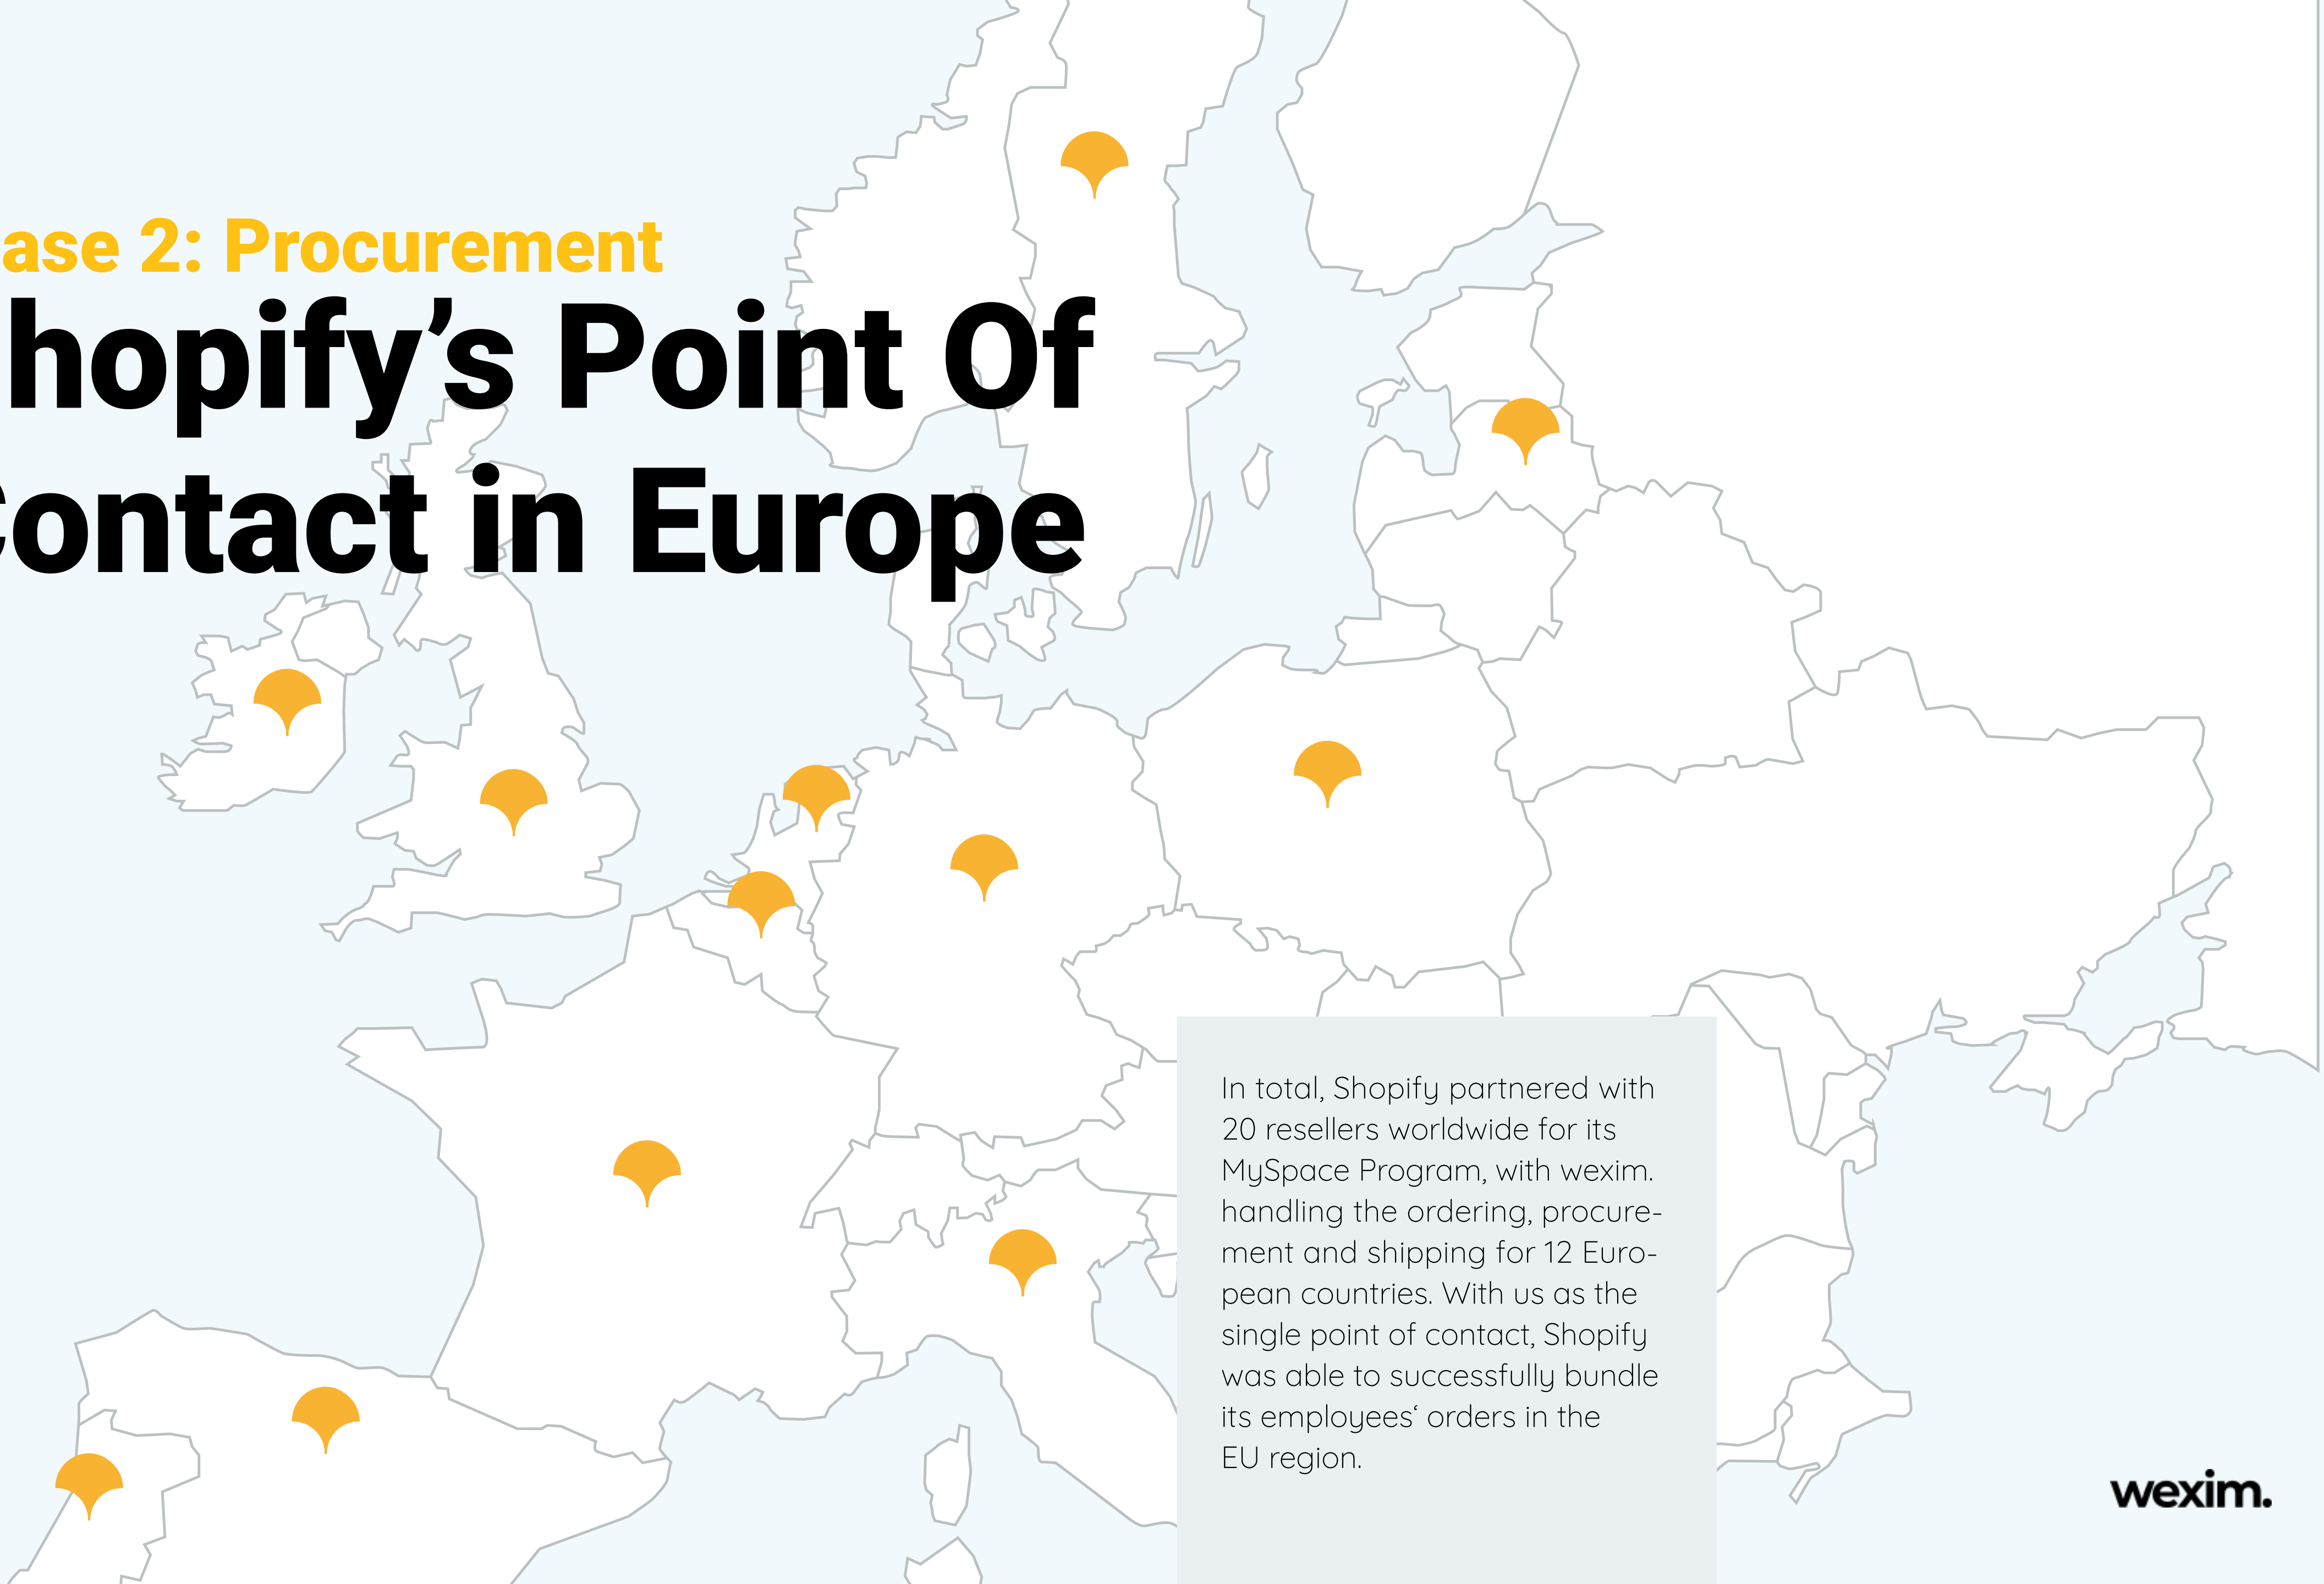 ase 2: Procurement
hopify’s Point Of
ontact in Europe
In total, Shopify partnered with
20 resellers worldwide for its
MySpace Program, with wexim.
handling the ordering, procure-
ment and shipping for 12 Euro-
pean countries. With us as the
single point of contact, Shopify
was able to successfully bundle
its employees‘ orders in the
EU region.
wexim.